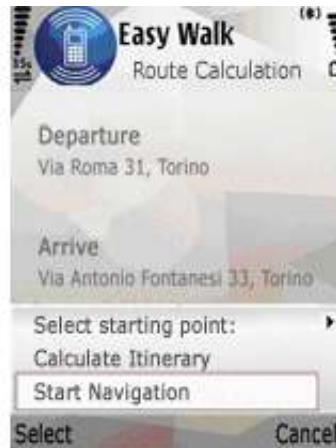 Easy Walk
Route Calculation
Departure
Via Roma 31, Torino
Arrive
Via Antonio Fontanesi 33, Torino
Select starting point:
Calculate Itinerary
Start Navigation
Select Cancel